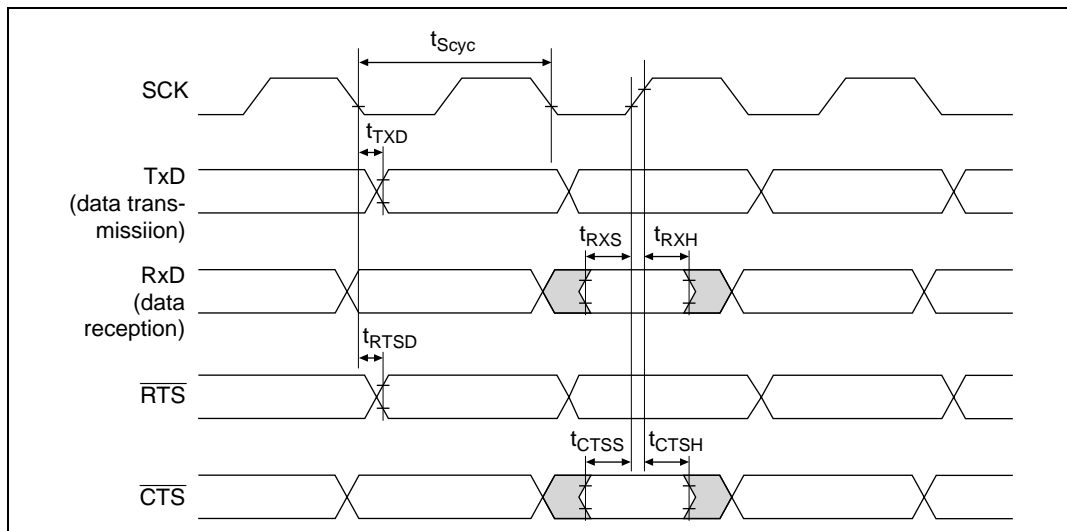 tScyc
SCK
tTXD
TxD
(data trans-
missiion)
tRXS
tRXH
RxD
(data
reception)
tRTSD
RTS
tCTSS
tCTSH
CTS